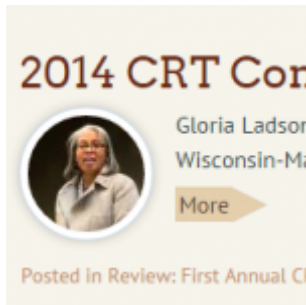 2014 CRT Con
Gloria Ladson
Wisconsin-Ma
More
Posted in Review: First Annual C